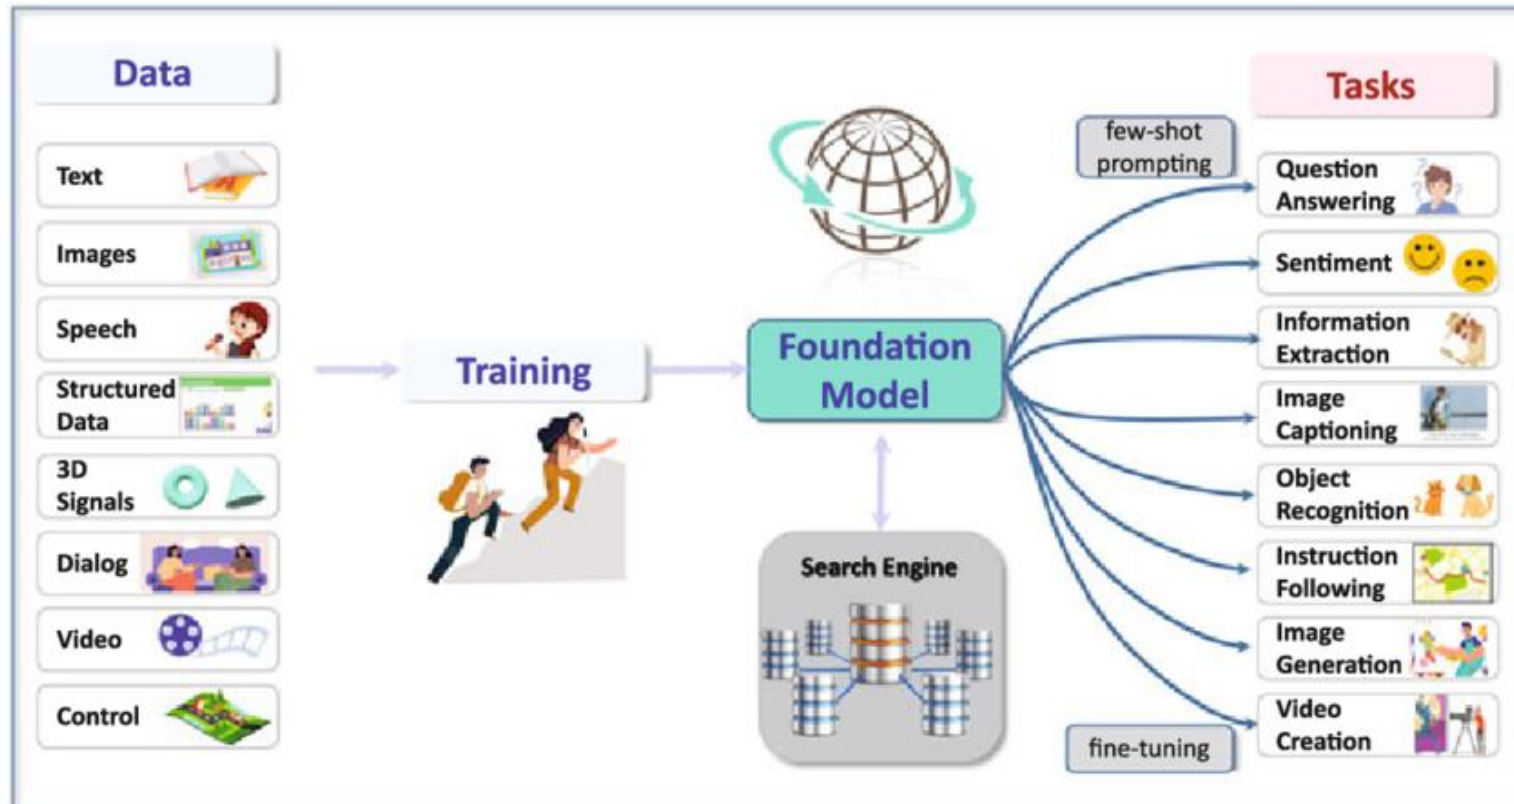 Data
Text
Images
Speech
Structured
Data
3D
Signals
Dialog
Video
Control
Training
Foundation
Model
Search Engine
few-shot
prompting
fine-tuning
Tasks
Question
Answering
Sentiment
Information
Extraction
Image
Captioning
Object
Recognition
Instruction
Following
Image
Generation
Video
Creation